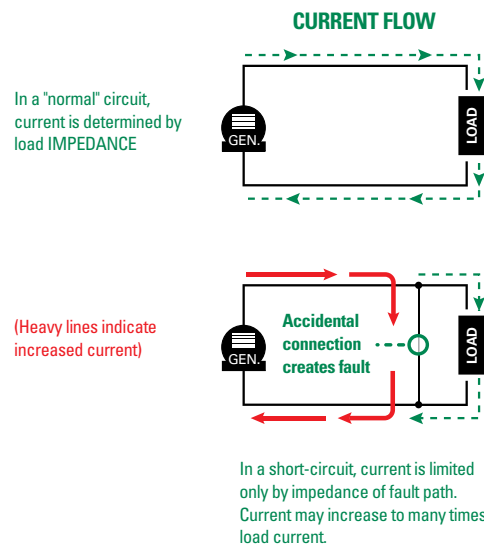 CURRENT FLOW
In a "normal" circuit,
current is determined by
load IMPEDANCE
GEN.
LOAD
(Heavy lines indicate
increased current)
GEN.
Accidental
connection
creates fault
LOAD
In a short-circuit, current is limited
only by impedance of fault path.
Current may increase to many times
load current.